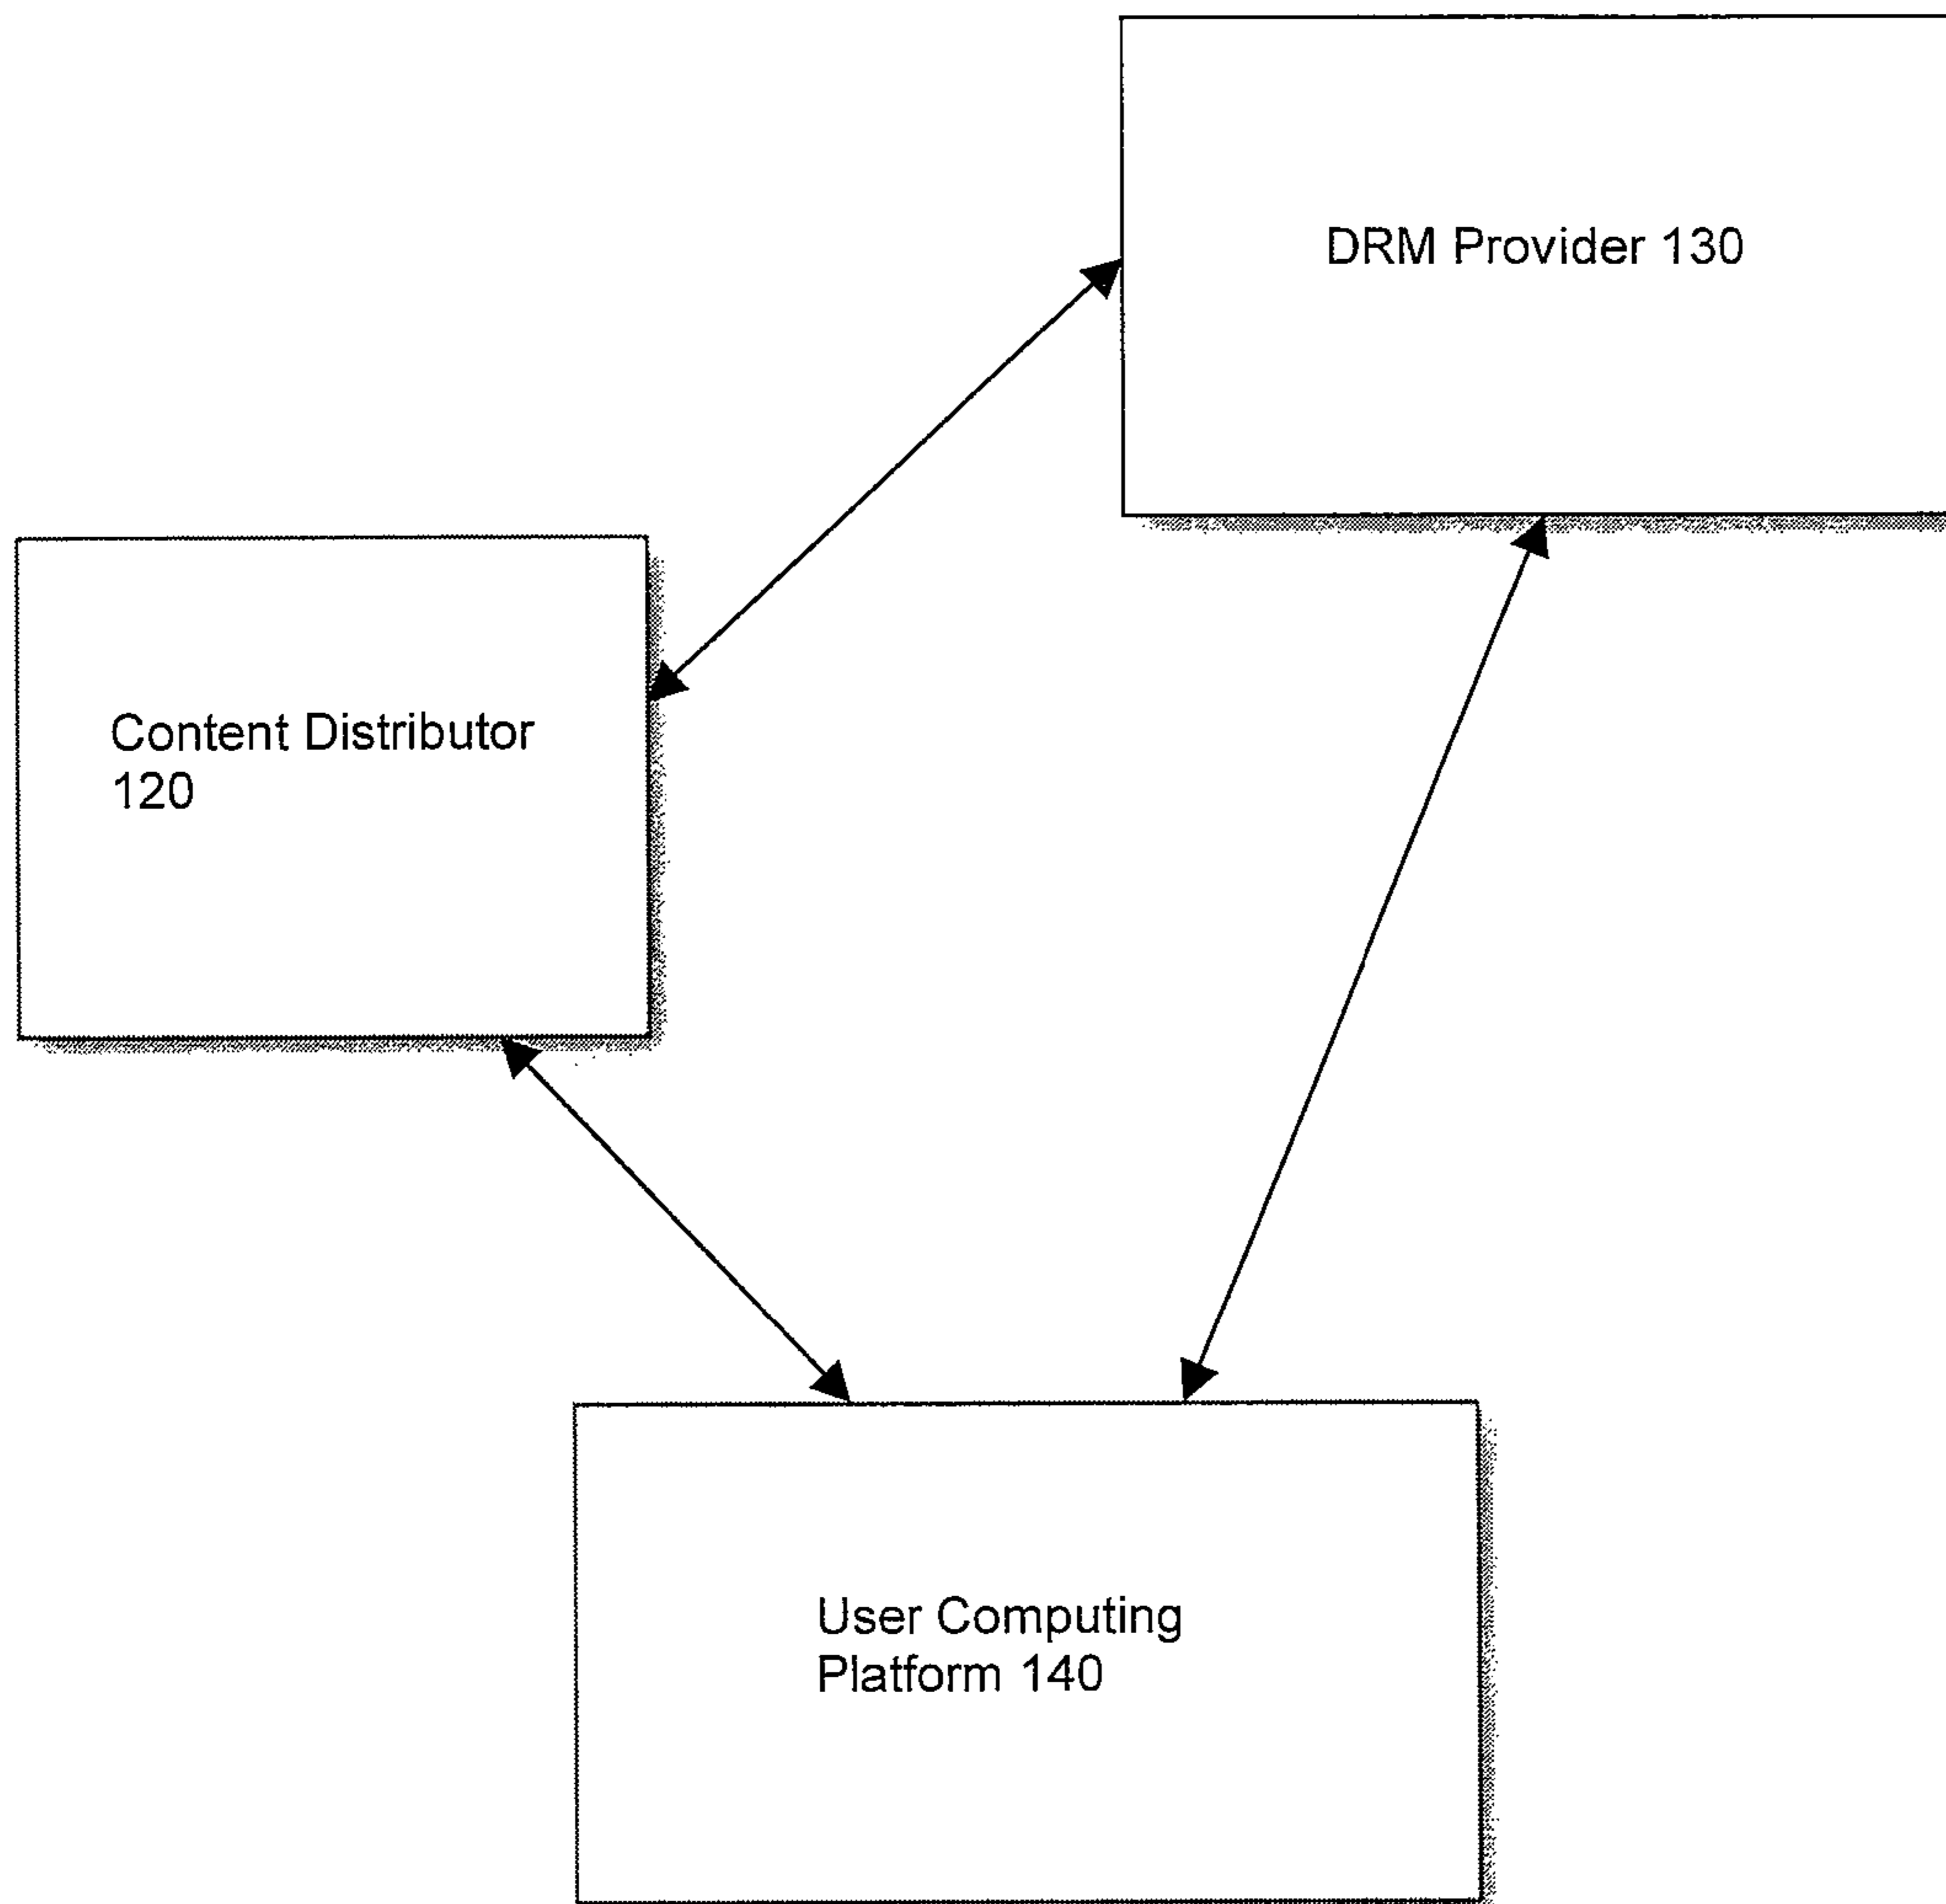 DRM Provider 130
Content Distributor
120
User Computing
Platform 140